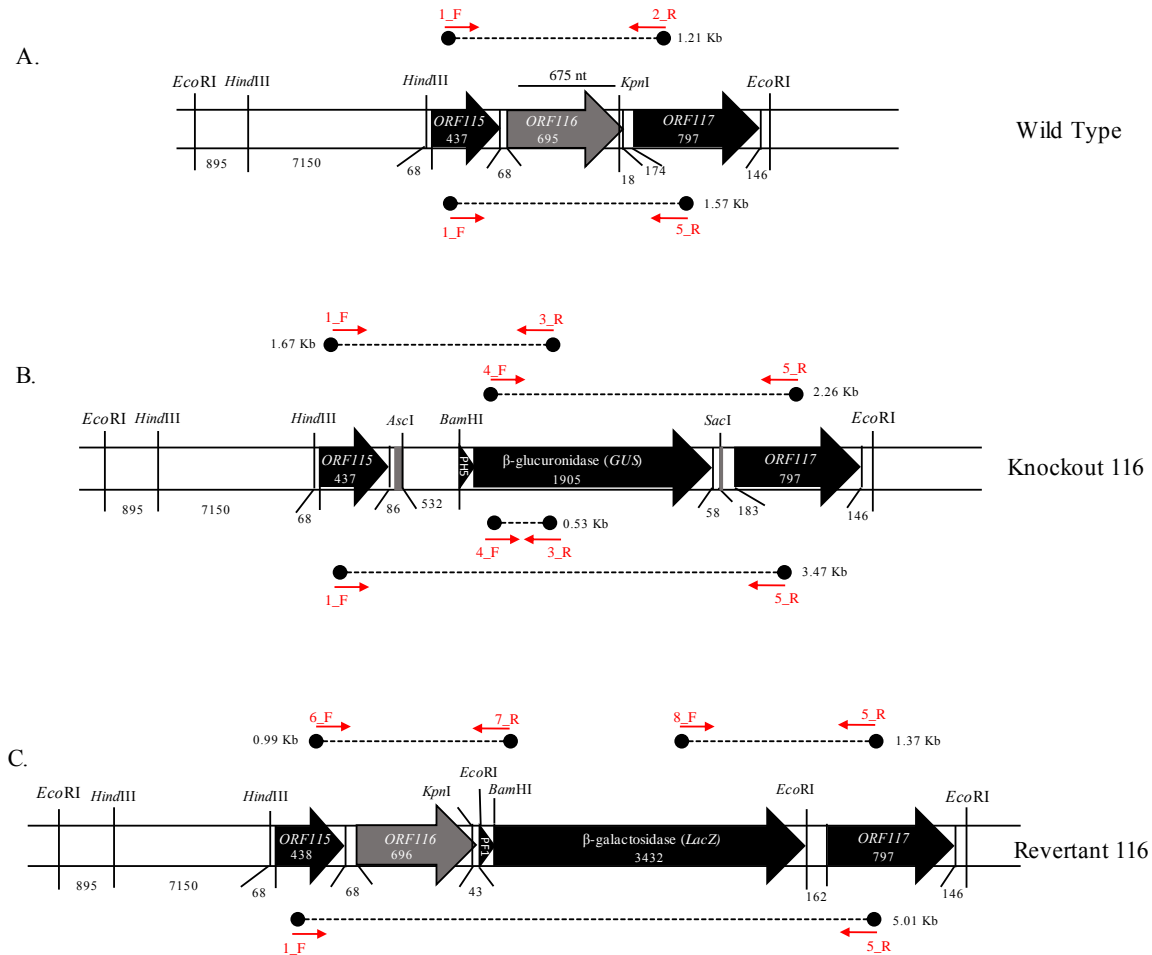 1_F 2_R
1.21 Kb
A.
EcoRI HindIII HindIII 675 nt KpnI EcoRI
ORF115 ORF116 ORF117
437 695 797
Wild Type
895 7150 68 68 18 174 146
1.57 Kb
1_F 5_R
1_F 3_R
1.67 Kb
B.
4_F 5_R
2.26 Kb
EcoRI HindIII HindIII AscI BamHI SacI EcoRI
ORF115 PH5 β-glucuronidase (GUS) ORF117
437 1905 797
Knockout 116
895 7150 68 86 532 58 183 146
0.53 Kb
4_F 3_R
3.47 Kb
1_F 5_R
6_F 7_R 8_F 5_R
0.99 Kb 1.37 Kb
C.
EcoRI HindIII HindIII KpnI EcoRI BamHI EcoRI EcoRI
ORF115 ORF116 PF1 β-galactosidase (LacZ) ORF117
438 696 3432 797
Revertant 116
895 7150 68 68 43 162 146
5.01 Kb
1_F 5_R